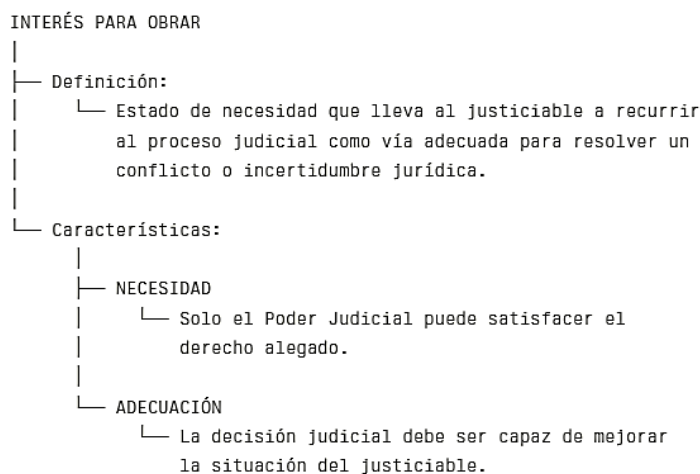 INTERÉS PARA OBRAR
Definición:
Estado de necesidad que lleva al justiciable a recurrir
al proceso judicial como vía adecuada para resolver un
conflicto o incertidumbre jurídica.
Características:
NECESIDAD
Solo el Poder Judicial puede satisfacer el
derecho alegado.
ADECUACIÓN
La decisión judicial debe ser capaz de mejorar
la situación del justiciable.